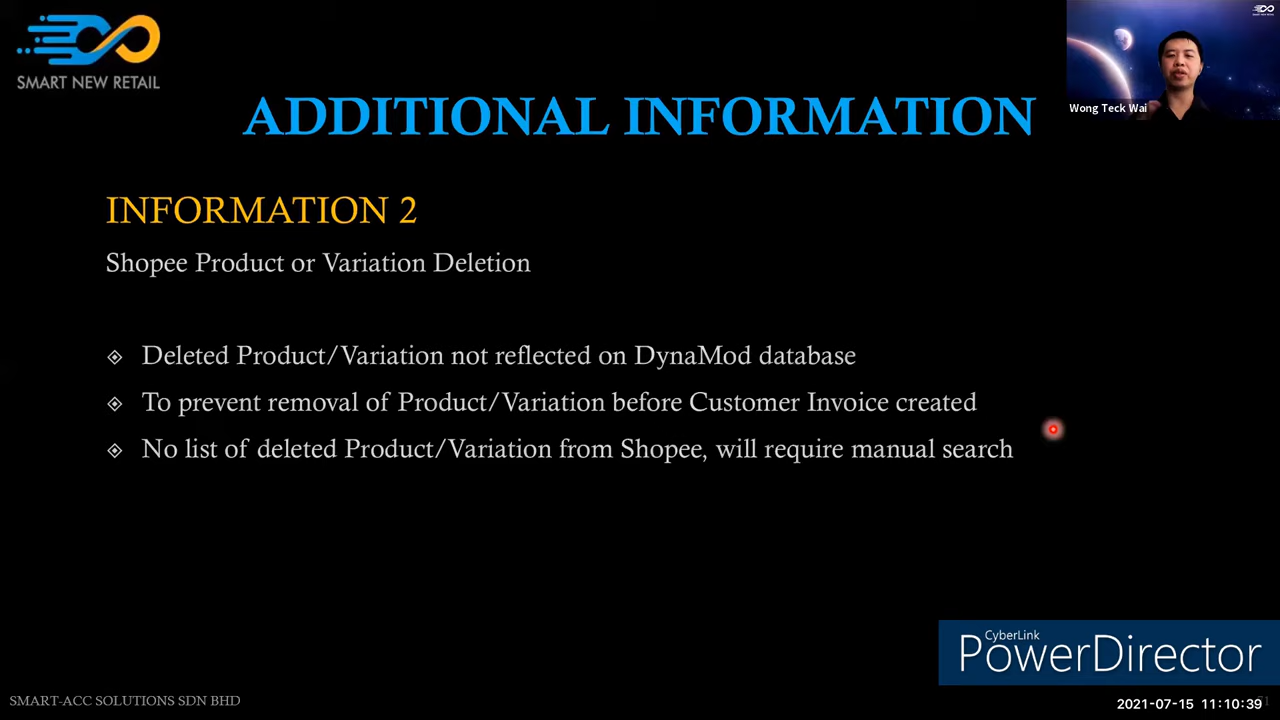 SMART NEW RETAIL
Wong Teck Wai
ADDITIONAL INFORMATION
INFORMATION 2
Shopee Product or Variation Deletion
Deleted Product/Variation not reflected on DynaMod database
To prevent removal of Product/Variation before Customer Invoice created
No list of deleted Product/Variation from Shopee, will require manual search
CyberLink
PowerDirector
SMART-ACC SOLUTIONS SDN BHD
2021-07-15 11:10:39